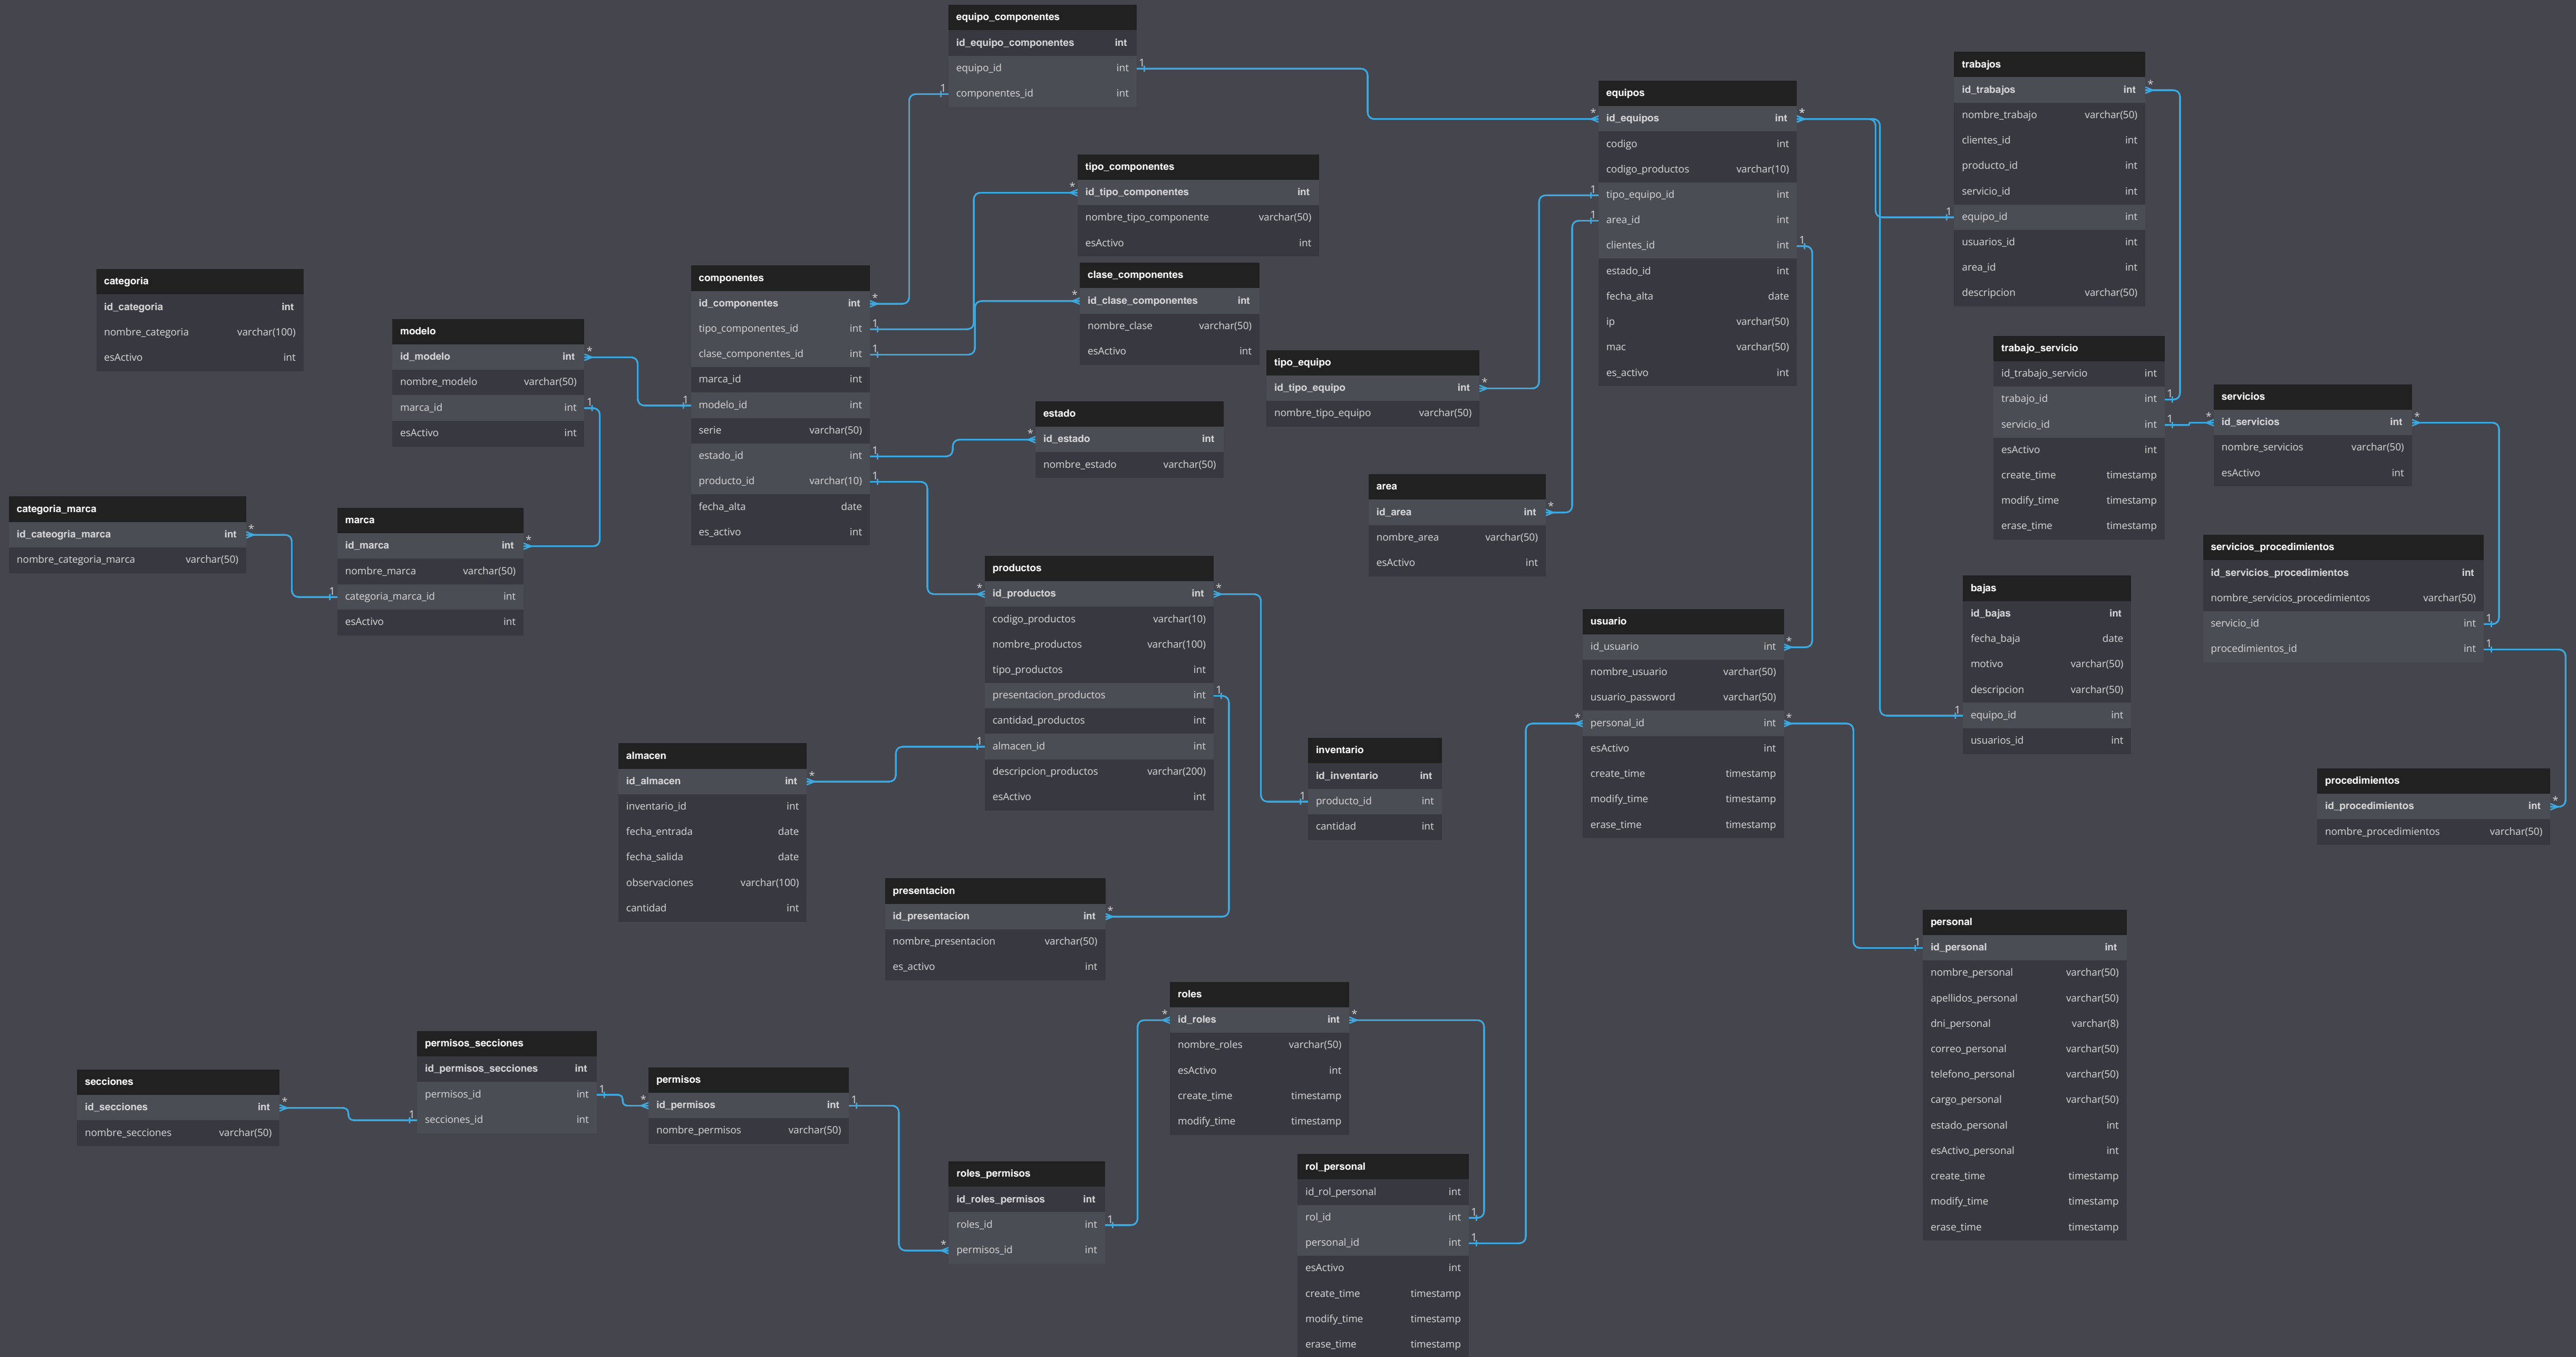 equipo_componentes
id_equipo_componentes int
equipo_id int
componentes_id int
trabajos
id_trabajos int
nombre_trabajo varchar(50)
clientes_id int
producto_id int
servicio_id int
equipo_id int
usuarios_id int
area_id int
descripcion varchar(50)
equipos
id_equipos int
codigo int
codigo_productos varchar(10)
tipo_equipo_id int
area_id int
clientes_id int
estado_id int
fecha_alta date
ip varchar(50)
mac varchar(50)
es_activo int
tipo_componentes
id_tipo_componentes int
nombre_tipo_componente varchar(50)
esActivo int
clase_componentes
id_clase_componentes int
nombre_clase varchar(50)
esActivo int
componentes
id_componentes int
tipo_componentes_id int
clase_componentes_id int
marca_id int
modelo_id int
serie varchar(50)
estado_id int
producto_id varchar(10)
fecha_alta date
es_activo int
categoria
id_categoria int
nombre_categoria varchar(100)
esActivo int
modelo
id_modelo int
nombre_modelo varchar(50)
marca_id int
esActivo int
tipo_equipo
id_tipo_equipo int
nombre_tipo_equipo varchar(50)
trabajo_servicio
id_trabajo_servicio int
trabajo_id int
servicio_id int
esActivo int
create_time timestamp
modify_time timestamp
erase_time timestamp
servicios
id_servicios int
nombre_servicios varchar(50)
esActivo int
estado
id_estado int
nombre_estado varchar(50)
area
id_area int
nombre_area varchar(50)
esActivo int
categoria_marca
id_cateogria_marca int
nombre_categoria_marca varchar(50)
marca
id_marca int
nombre_marca varchar(50)
categoria_marca_id int
esActivo int
servicios_procedimientos
id_servicios_procedimientos int
nombre_servicios_procedimientos varchar(50)
servicio_id int
procedimientos_id int
productos
id_productos int
codigo_productos varchar(10)
nombre_productos varchar(100)
tipo_productos int
presentacion_productos int
cantidad_productos int
almacen_id int
descripcion_productos varchar(200)
esActivo int
bajas
id_bajas int
fecha_baja date
motivo varchar(50)
descripcion varchar(50)
equipo_id int
usuarios_id int
usuario
id_usuario int
nombre_usuario varchar(50)
usuario_password varchar(50)
personal_id int
esActivo int
create_time timestamp
modify_time timestamp
erase_time timestamp
inventario
id_inventario int
producto_id int
cantidad int
almacen
id_almacen int
inventario_id int
fecha_entrada date
fecha_salida date
observaciones varchar(100)
cantidad int
procedimientos
id_procedimientos int
nombre_procedimientos varchar(50)
presentacion
id_presentacion int
nombre_presentacion varchar(50)
es_activo int
personal
id_personal int
nombre_personal varchar(50)
apellidos_personal varchar(50)
dni_personal varchar(8)
correo_personal varchar(50)
telefono_personal varchar(50)
cargo_personal varchar(50)
estado_personal int
esActivo_personal int
create_time timestamp
modify_time timestamp
erase_time timestamp
roles
id_roles int
nombre_roles varchar(50)
esActivo int
create_time timestamp
modify_time timestamp
permisos_secciones
id_permisos_secciones int
permisos_id int
secciones_id int
secciones
id_secciones int
nombre_secciones varchar(50)
permisos
id_permisos int
nombre_permisos varchar(50)
roles_permisos
id_roles_permisos int
roles_id int
permisos_id int
rol_personal
id_rol_personal int
rol_id int
personal_id int
esActivo int
create_time timestamp
modify_time timestamp
erase_time timestamp